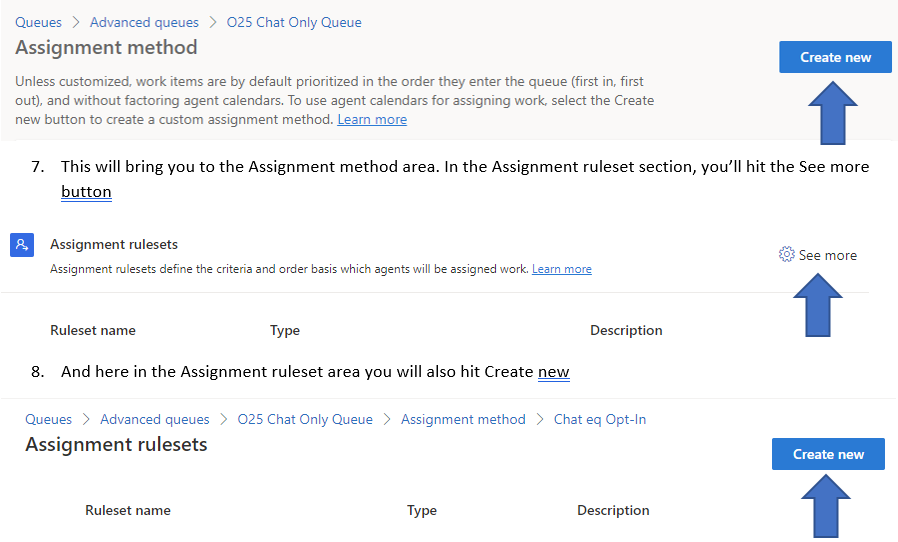 Queues > Advanced queues > O25 Chat Only Queue
Assignment method
Create new
Unless customized, work items are by default prioritized in the order they enter the queue (first in, first
out), and without factoring agent calendars. To use agent calendars for assigning work, select the Create
new button to create a custom assignment method. Learn more
7. This will bring you to the Assignment method area. In the Assignment ruleset section, you’ll hit the See more
button
Assignment rulesets
See more
Assignment rulesets define the criteria and order basis which agents will be assigned work. Learn more
Ruleset name Type Description
8. And here in the Assignment ruleset area you will also hit Create new
Queues > Advanced queues > O25 Chat Only Queue > Assignment method > Chat eq Opt-In
Assignment rulesets
Create new
Ruleset name Type Description